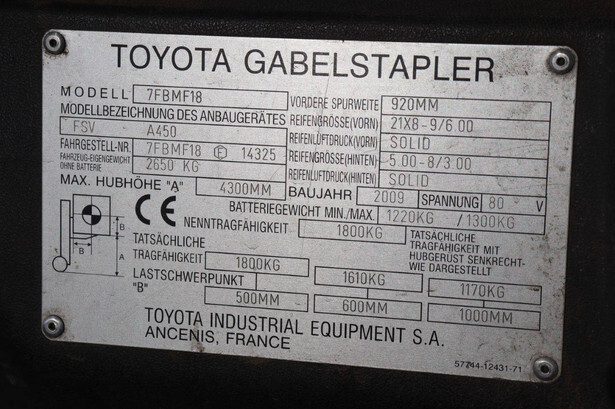 TOYOTA GABELSTAPLER
MODELL 7FBMF18
MODELLBEZEICHNUNG DES ANBAUGERÄTES
FSV A450
FAHRGESTELL-NR. 7FBMF18 E 14325
FAHRZEUG-EIGENGEWICHT OHNE BATTERIE 2650 KG
VORDERE SPURWEITE 920MM
REIFENGRÖSSE(VORN) 21X8-9/6.00
REIFENLUFTDRUCK(VORN) SOLID
REIFENGRÖSSE(HINTEN) 5.00-8/3.00
REIFENLUFTDRUCK(HINTEN) SOLID
MAX. HUBHÖHE "A" 4300MM BAUJAHR 2009 SPANNUNG 80 V
BATTERIEGEWICHT MIN./MAX. 1220KG / 1300KG
CE NENNTRAGFÄHIGKEIT 1800KG
TATSÄCHLICHE
TRAGFÄHIGKEIT MIT
HUBGERÜST SENKRECHT-
WIE DARGESTELLT
B
B
A
TATSÄCHLICHE
TRAGFÄHIGKEIT 1800KG 1610KG 1170KG
LASTSCHWERPUNKT
"B" 500MM 600MM 1000MM
TOYOTA INDUSTRIAL EQUIPMENT S.A.
ANCENIS, FRANCE
57744-12431-71